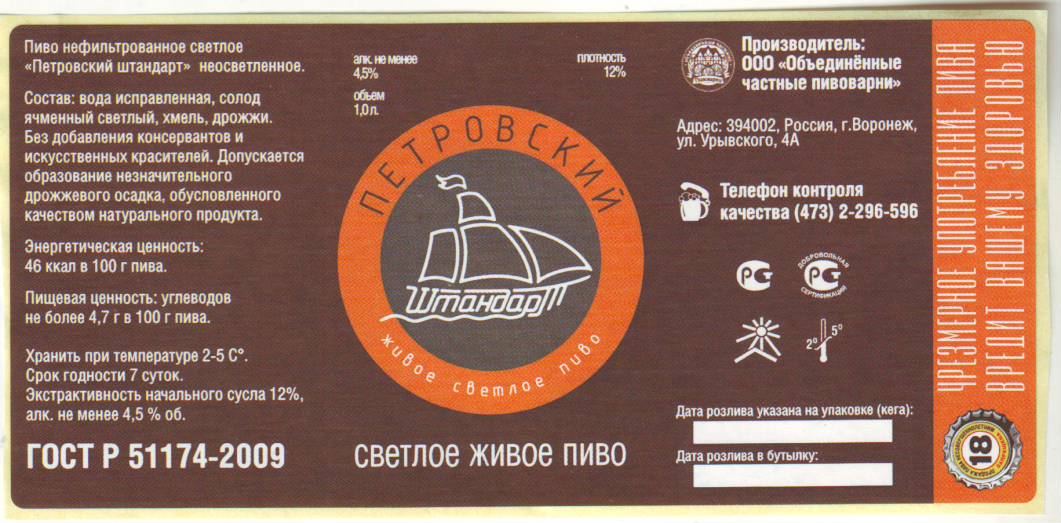 Пиво нефильтрованное светлое
«Петровский штандарт» неосветленное.
Состав: вода исправленная, солод
ячменный светлый, хмель, дрожжи.
Без добавления консервантов и
искусственных красителей. Допускается
образование незначительного
дрожжевого осадка, обусловленного
качеством натурального продукта.
Энергетическая ценность:
46 ккал в 100 г пива.
Пищевая ценность: углеводов
не более 4,7 г в 100 г пива.
Хранить при температуре 2-5 С°.
Срок годности 7 суток.
Экстрактивность начального сусла 12%,
алк. не менее 4,5 % об.
ГОСТ Р 51174-2009
алк. не менее
4,5%
объем
1,0 л.
плотность
12%
ПЕТРОВСКИЙ
Штандарт
живое светлое пиво
светлое живое пиво
Производитель:
ООО «Объединённые
частные пивоварни»
Адрес: 394002, Россия, г.Воронеж,
ул. Урывского, 4А
Телефон контроля
качества (473) 2-296-596
РСТ
ДОБРОВОЛЬНАЯ
РСТ
СЕРТИФИКАЦИЯ
2° 5°
Дата розлива указана на упаковке (кега):
Дата розлива в бутылку:
ЧРЕЗМЕРНОЕ УПОТРЕБЛЕНИЕ ПИВА
ВРЕДИТ ВАШЕМУ ЗДОРОВЬЮ
18